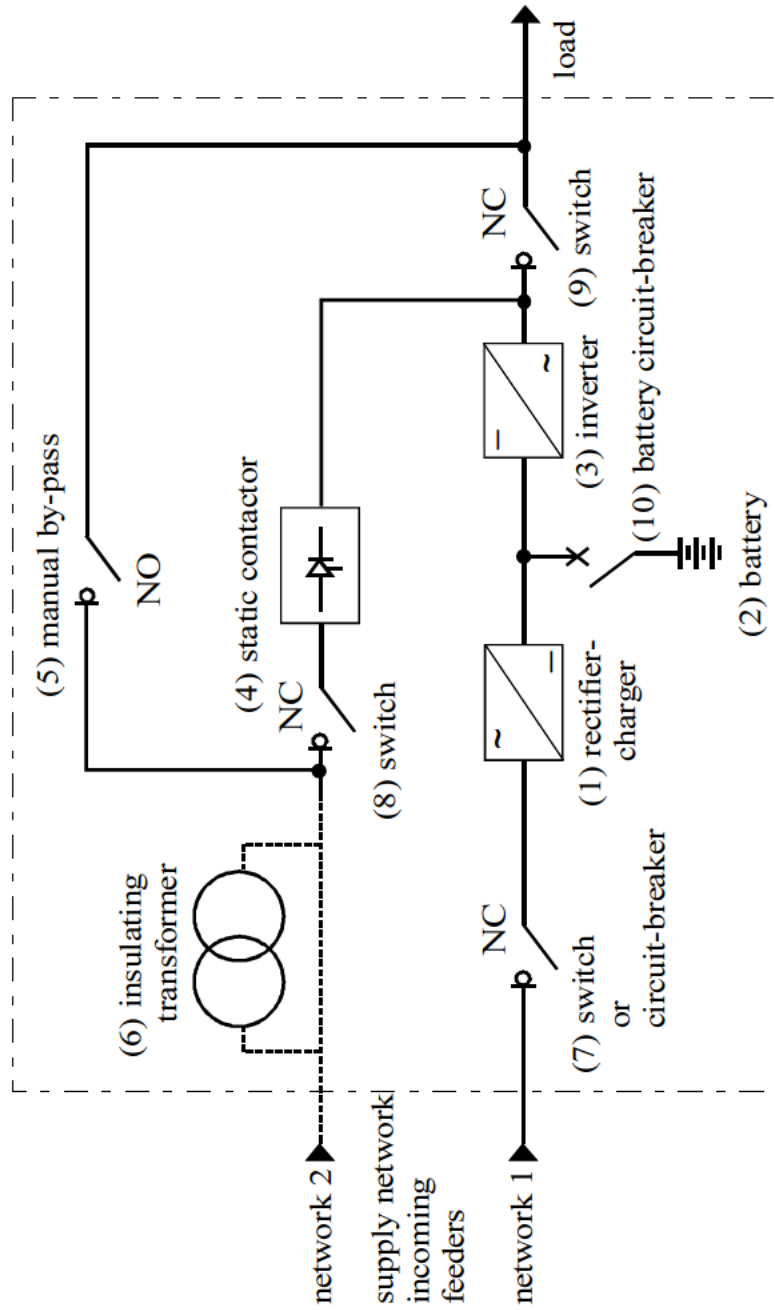 (5) manual by-pass
NO
(6) insulating
transformer
(4) static contactor
NC
(8) switch
network 2
supply network
incoming
feeders
network 1
NC
(7) switch
or
circuit-breaker
~
–
(1) rectifier-
charger
(2) battery
(10) battery circuit-breaker
–
~
(3) inverter
NC
(9) switch
load